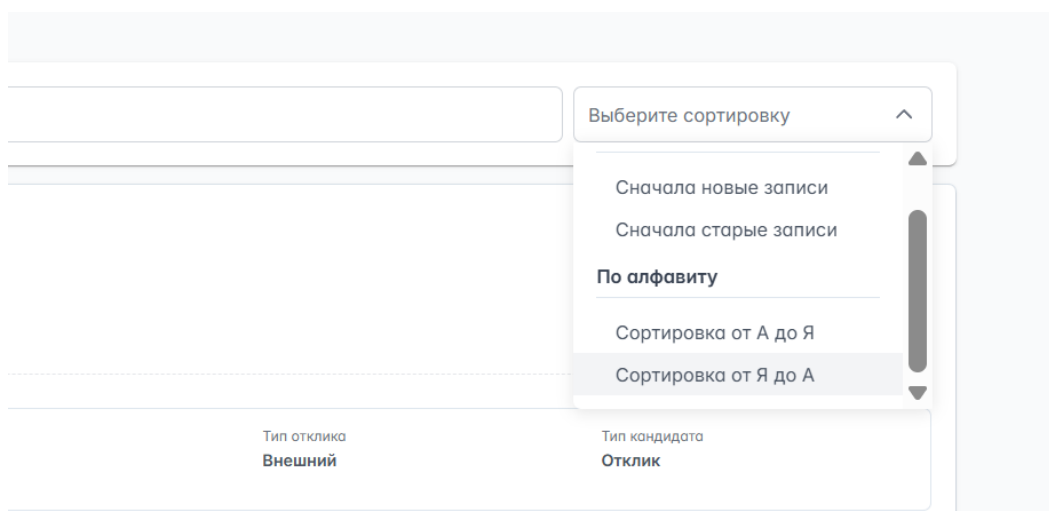 Выберите сортировку
Сначала новые записи
Сначала старые записи
По алфавиту
Сортировка от А до Я
Сортировка от Я до А
Тип отклика
Внешний
Тип кандидата
Отклик